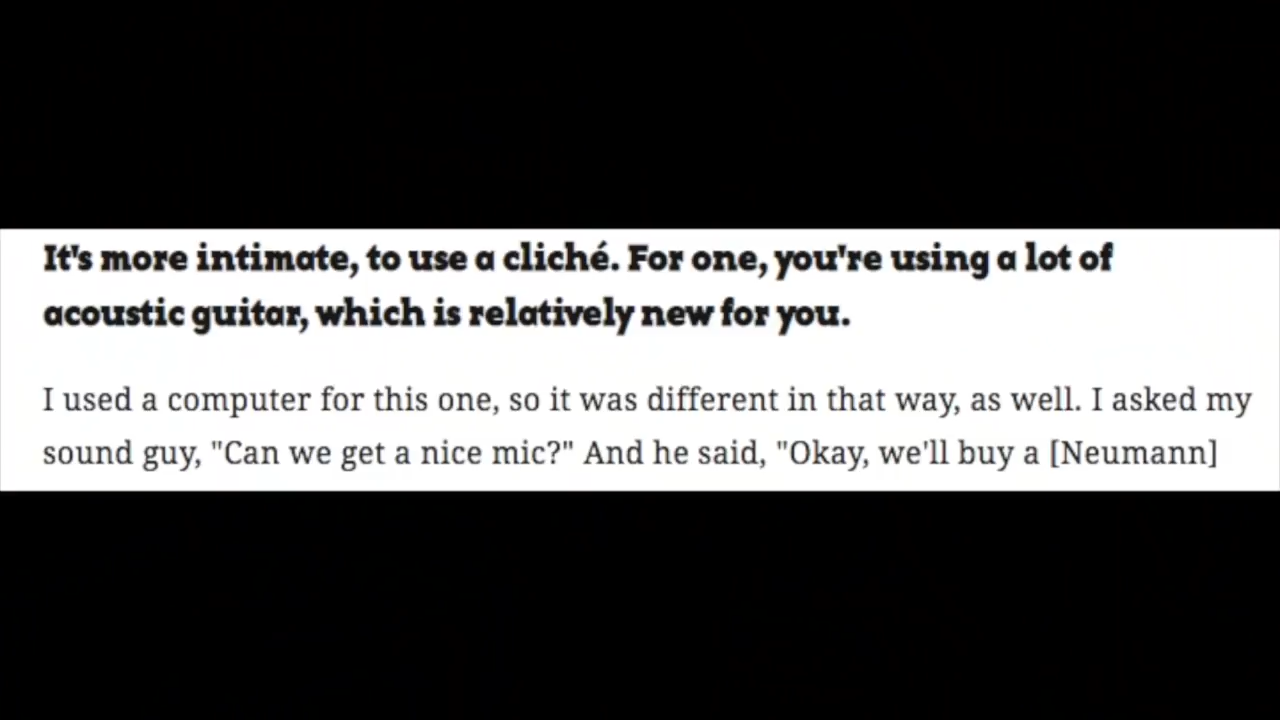 It's more intimate, to use a cliché. For one, you're using a lot of
acoustic guitar, which is relatively new for you.
I used a computer for this one, so it was different in that way, as well. I asked my
sound guy, "Can we get a nice mic?" And he said, "Okay, we'll buy a [Neumann]